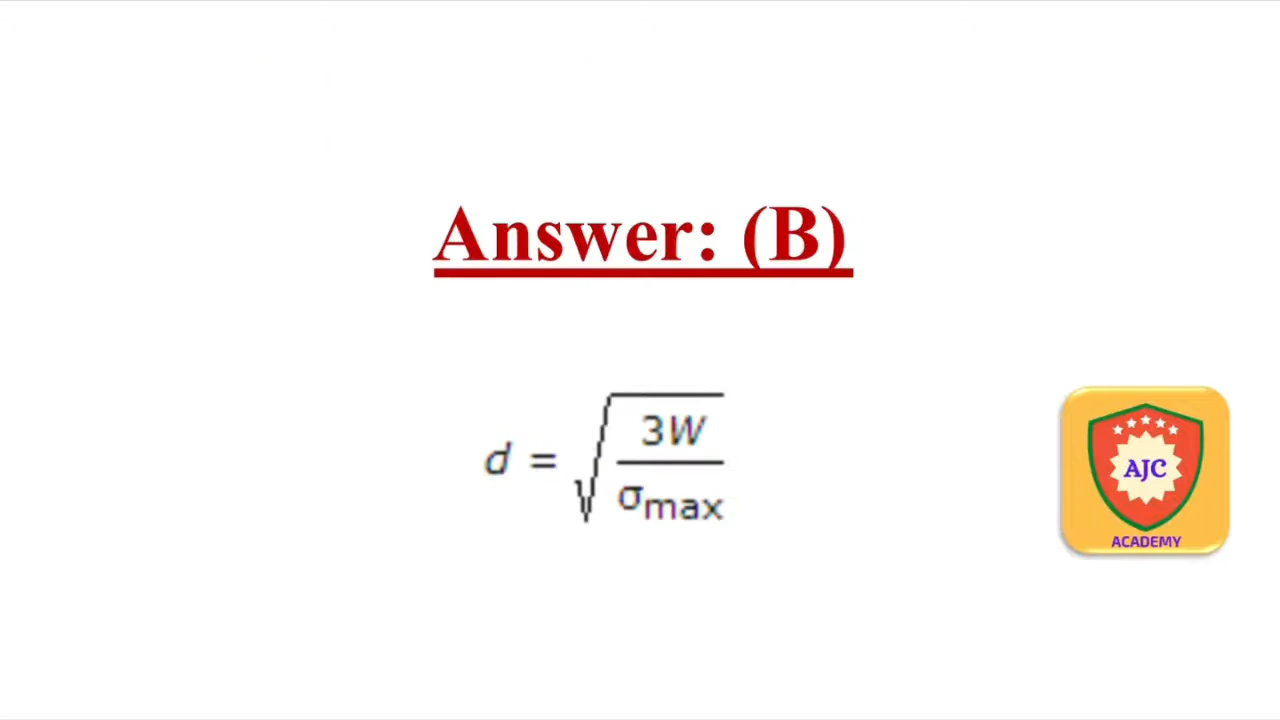 Answer: (B)
d = √(3W / σmax)
AJC
ACADEMY